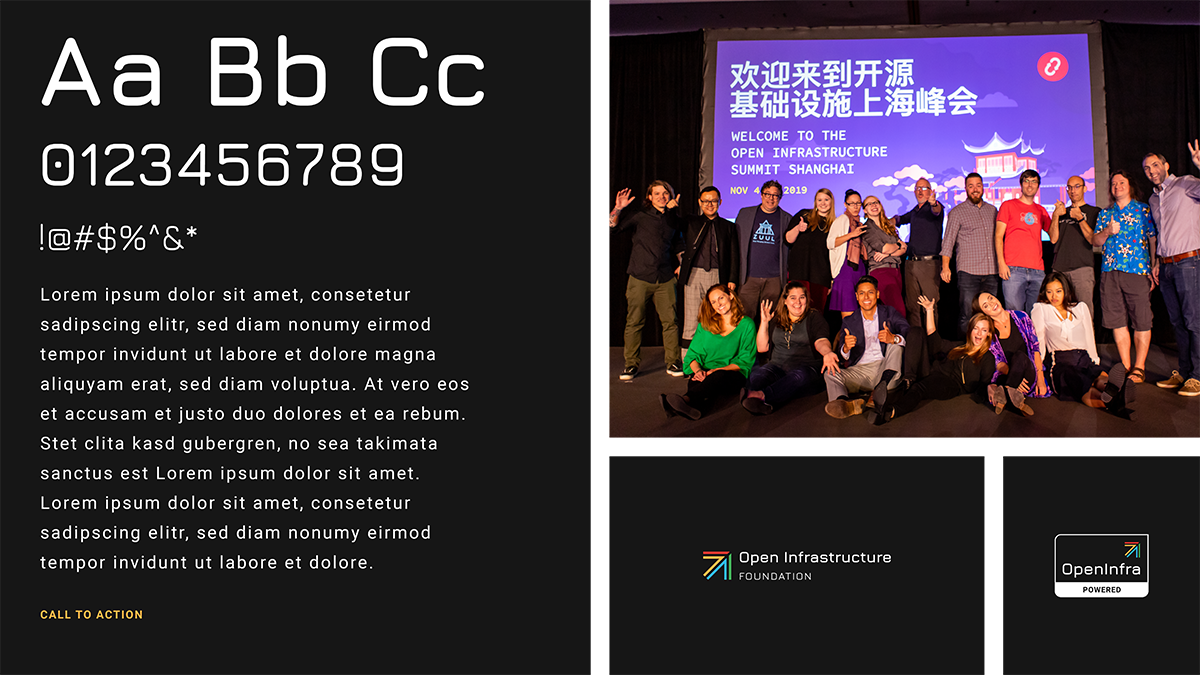 Aa Bb Cc
0123456789
!@#$%^&*
Lorem ipsum dolor sit amet, consetetur
sadipscing elitr, sed diam nonumy eirmod
tempor invidunt ut labore et dolore magna
aliquyam erat, sed diam voluptua. At vero eos
et accusam et justo duo dolores et ea rebum.
Stet clita kasd gubergren, no sea takimata
sanctus est Lorem ipsum dolor sit amet.
Lorem ipsum dolor sit amet, consetetur
sadipscing elitr, sed diam nonumy eirmod
tempor invidunt ut labore et dolore.
CALL TO ACTION
欢迎来到开源
基础设施上海峰会
WELCOME TO THE
OPEN INFRASTRUCTURE
SUMMIT SHANGHAI
NOV 4 2019
ZUUL
Open Infrastructure
FOUNDATION
OpenInfra
POWERED